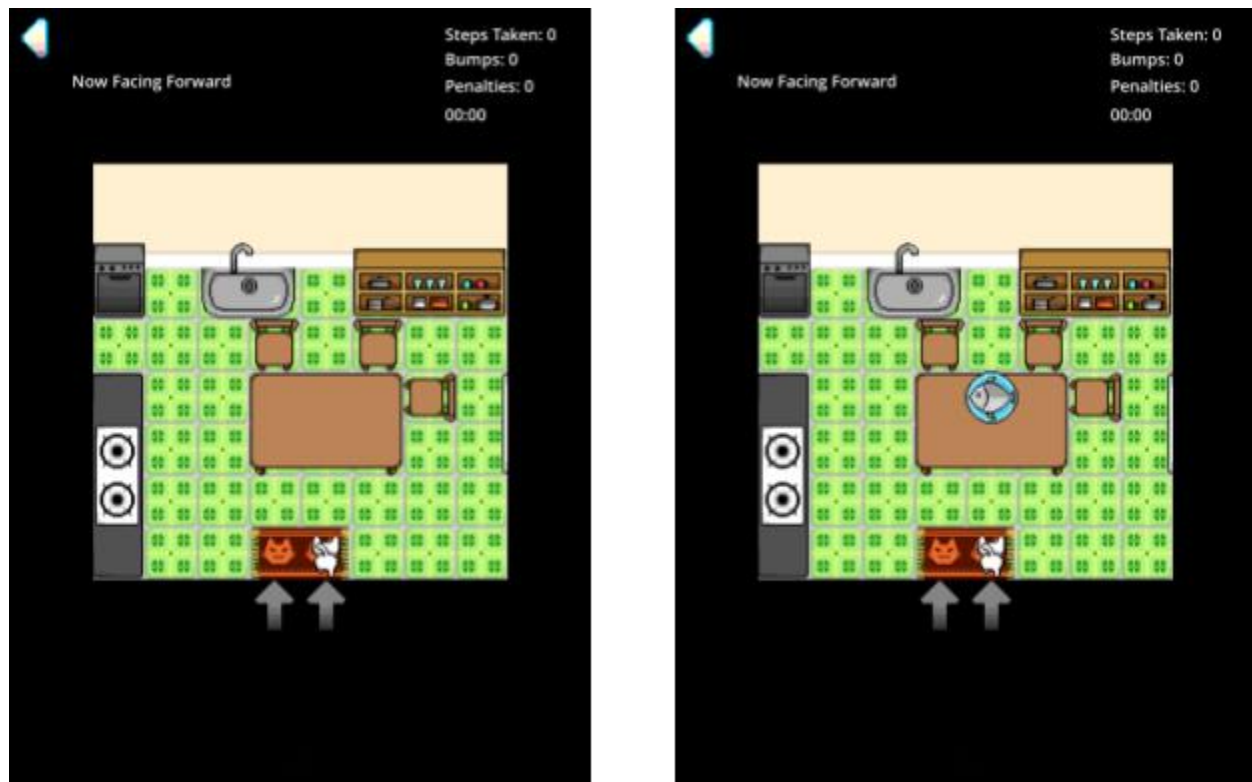 Steps Taken: 0
Bumps: 0
Now Facing Forward
Penalties: 0
00:00
Steps Taken: 0
Bumps: 0
Now Facing Forward
Penalties: 0
00:00